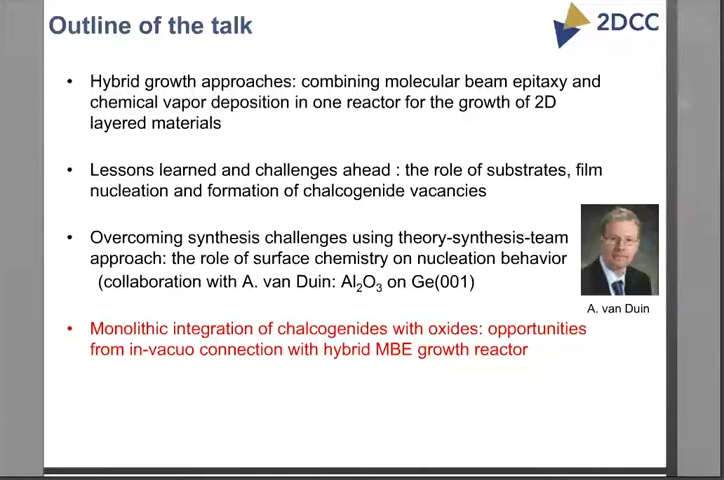 Outline of the talk
2DCC
• Hybrid growth approaches: combining molecular beam epitaxy and
chemical vapor deposition in one reactor for the growth of 2D
layered materials
• Lessons learned and challenges ahead : the role of substrates, film
nucleation and formation of chalcogenide vacancies
• Overcoming synthesis challenges using theory-synthesis-team
approach: the role of surface chemistry on nucleation behavior
(collaboration with A. van Duin: Al₂O₃ on Ge(001)
A. van Duin
• Monolithic integration of chalcogenides with oxides: opportunities
from in-vacuo connection with hybrid MBE growth reactor